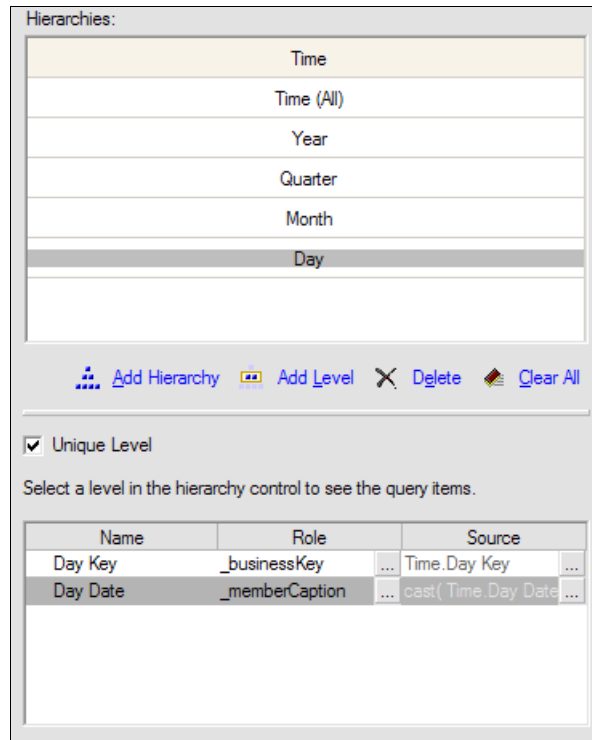 Hierarchies:
Time
Time (All)
Year
Quarter
Month
Day
Add Hierarchy Add Level Delete Clear All
Unique Level
Select a level in the hierarchy control to see the query items.
Name Role Source
Day Key _businessKey ... Time.Day Key ...
Day Date _memberCaption ... cast( Time.Day Date ...